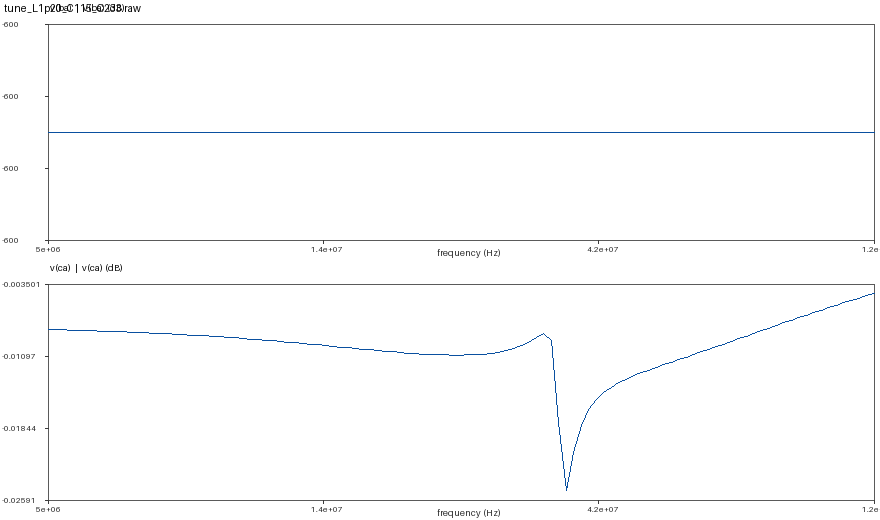 -600
-600
-600
-600
5e+06
1.4e+07
4.2e+07
1.2e
frequency (Hz)
v(ca) | v(ca) (dB)
-0.003501
-0.01097
-0.01844
-0.02591
5e+06
1.4e+07
4.2e+07
1.2e
frequency (Hz)